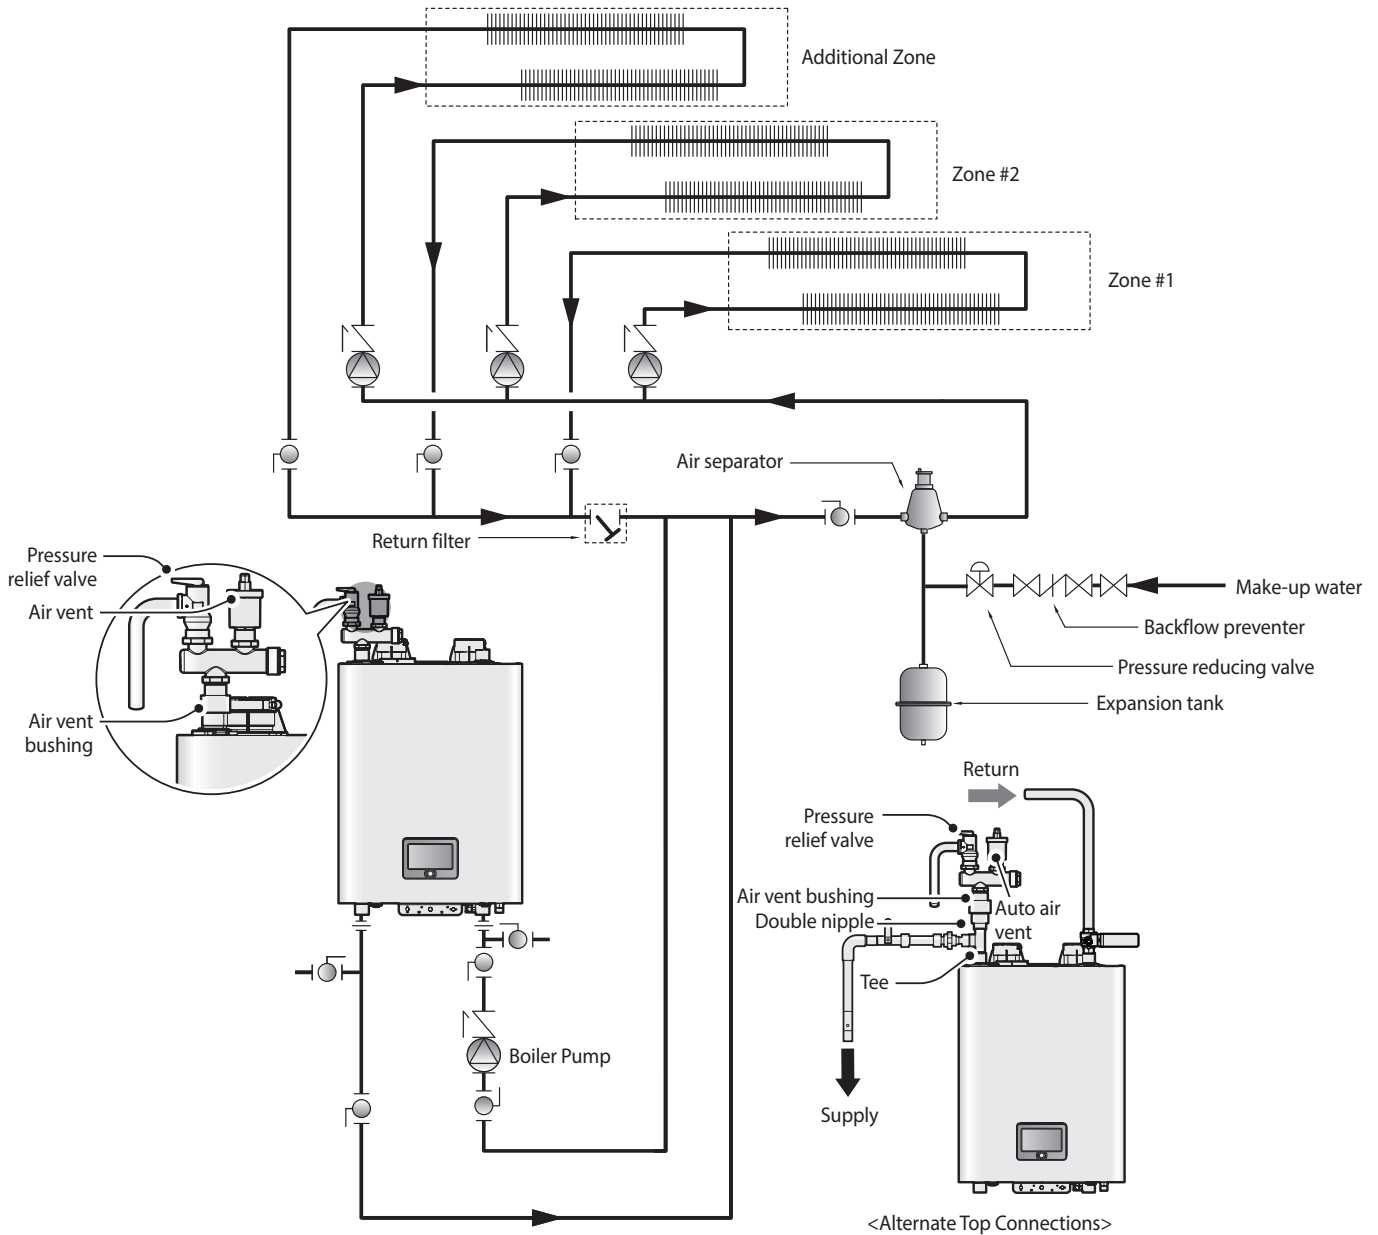 Additional Zone
Zone #2
Zone #1
Air separator
Return filter
Pressure
relief valve
Air vent
Air vent
bushing
Make-up water
Backflow preventer
Pressure reducing valve
Expansion tank
Return
Pressure
relief valve
Air vent bushing
Double nipple
Auto air
vent
Tee
Boiler Pump
Supply
<Alternate Top Connections>